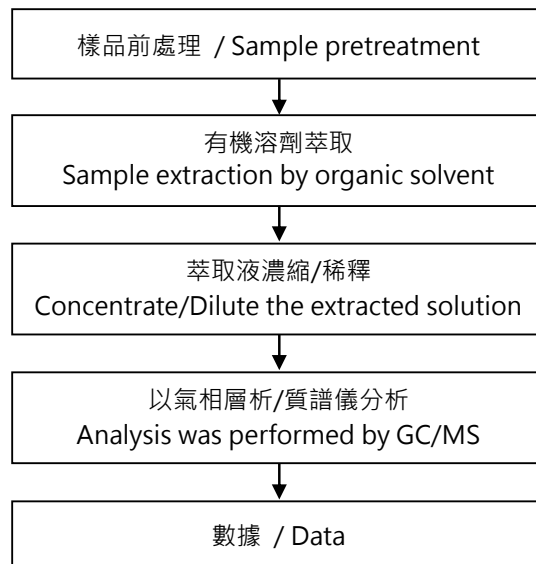 樣品前處理 / Sample pretreatment
有機溶劑萃取
Sample extraction by organic solvent
萃取液濃縮/稀釋
Concentrate/Dilute the extracted solution
以氣相層析/質譜儀分析
Analysis was performed by GC/MS
數據 / Data